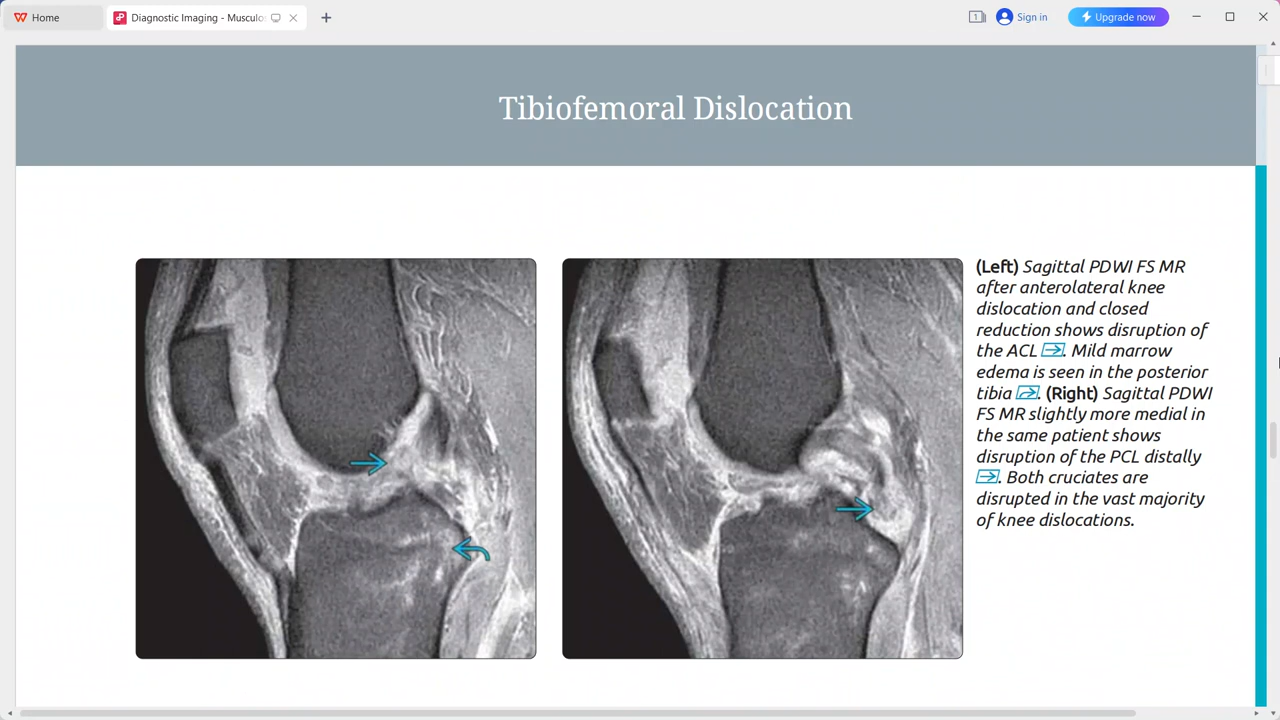 Home
Diagnostic Imaging - Musculos
1
Sign in
Upgrade now
Tibiofemoral Dislocation
(Left) Sagittal PDWI FS MR
after anterolateral knee
dislocation and closed
reduction shows disruption of
the ACL. Mild marrow
edema is seen in the posterior
tibia. (Right) Sagittal PDWI
FS MR slightly more medial in
the same patient shows
disruption of the PCL distally
. Both cruciates are
disrupted in the vast majority
of knee dislocations.